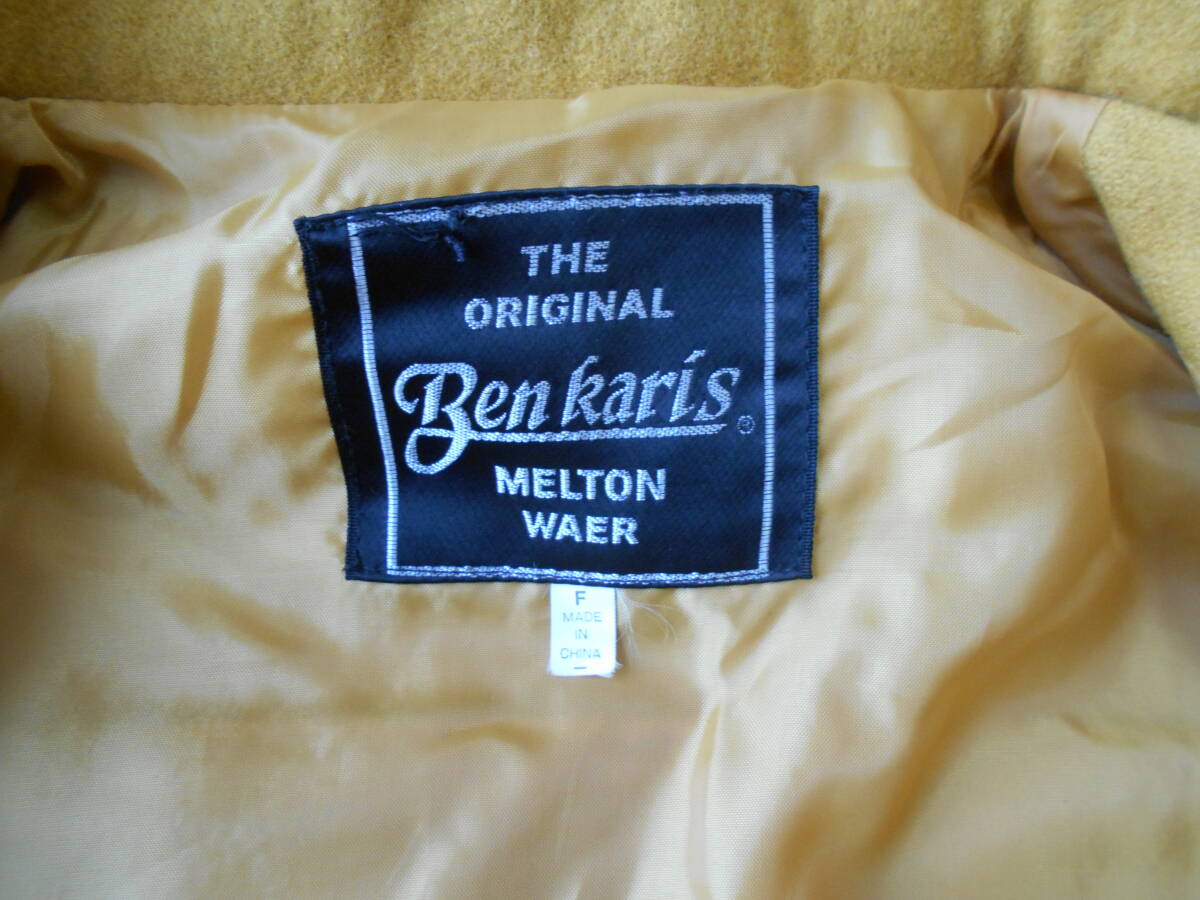 THE
ORIGINAL
Ben karis ®
MELTON
WAER
F
MADE
IN
CHINA